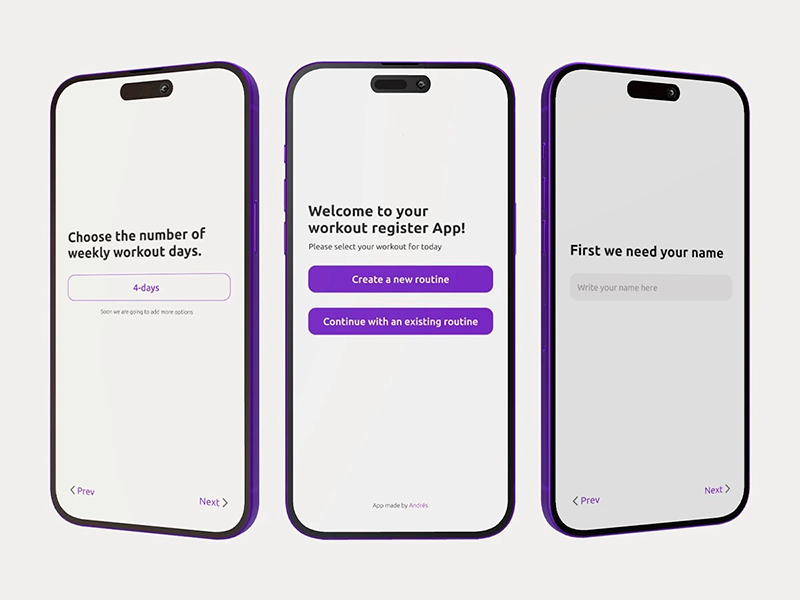 Choose the number of
weekly workout days.
4-days
Soon we are going to add more options
Prev
Next
Welcome to your
workout register App!
Please select your workout for today
Create a new routine
Continue with an existing routine
App made by Andrés
First we need your name
Write your name here
Prev
Next